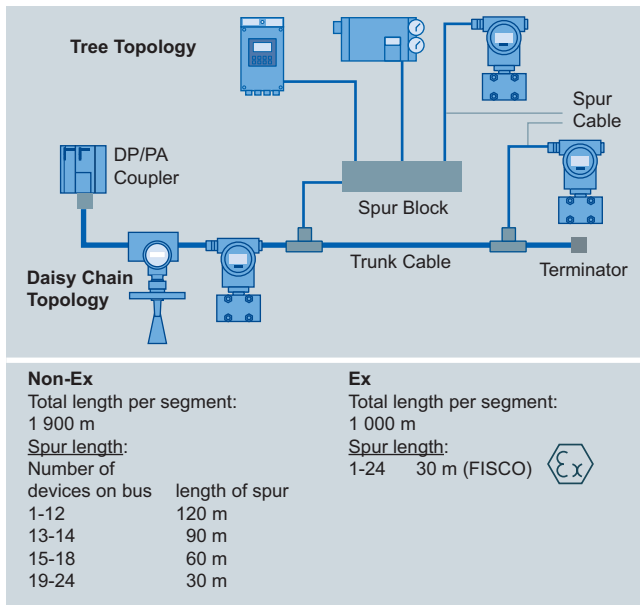 Tree Topology
Spur
Cable
DP/PA
Coupler
Spur Block
Trunk Cable
Terminator
Daisy Chain
Topology
Non-Ex
Total length per segment:
1 900 m
Spur length:
Number of
devices on bus length of spur
1-12 120 m
13-14 90 m
15-18 60 m
19-24 30 m
Ex
Total length per segment:
1 000 m
Spur length:
1-24 30 m (FISCO)
Ex